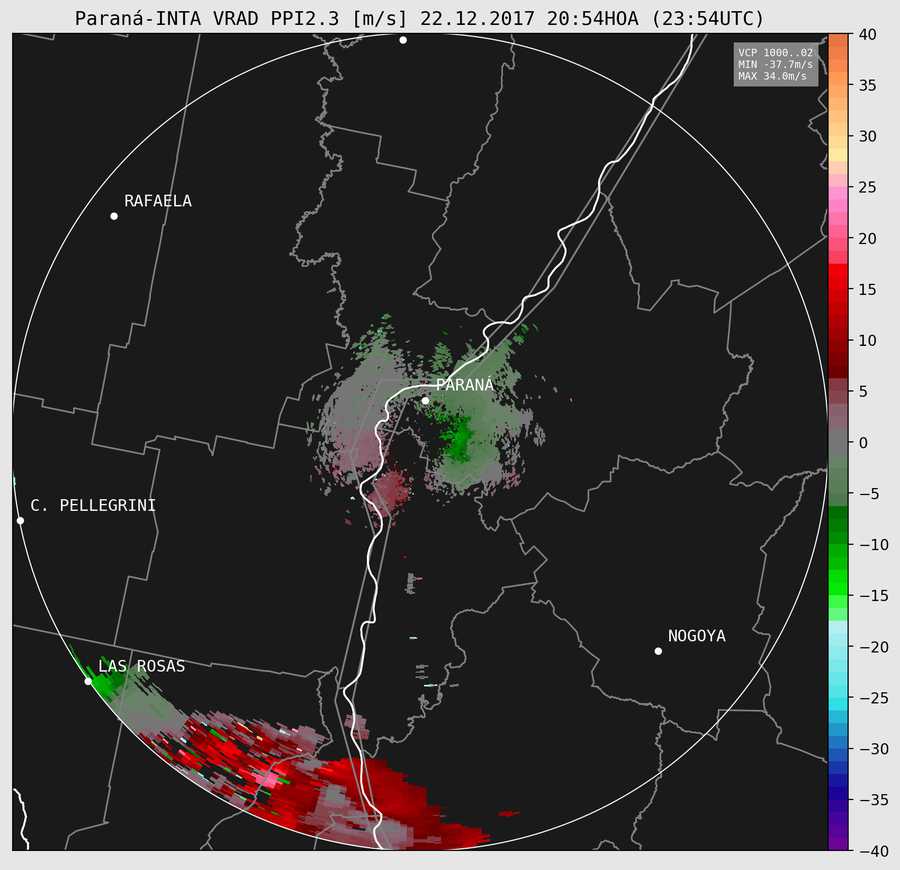 Paraná-INTA VRAD PPI2.3 [m/s] 22.12.2017 20:54HOA (23:54UTC)
VCP 1000..02
MIN -37.7m/s
MAX 34.0m/s
RAFAELA
PARANÁ
C. PELLEGRINI
NOGOYA
LAS ROSAS
40
35
30
25
20
15
10
5
0
−5
−10
−15
−20
−25
−30
−35
−40